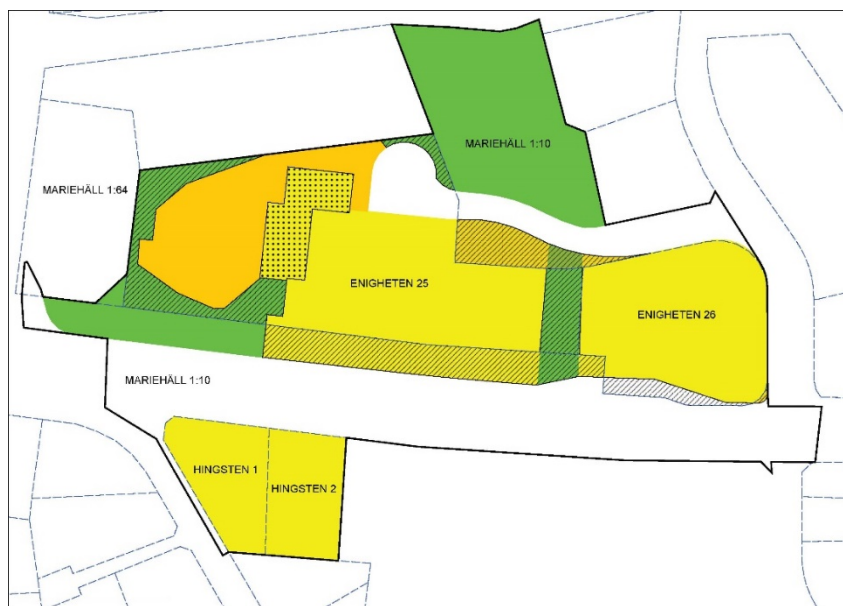 MARIEHÄLL 1:10
MARIEHÄLL 1:64
ENIGHETEN 25
ENIGHETEN 26
MARIEHÄLL 1:10
HINGSTEN 1
HINGSTEN 2